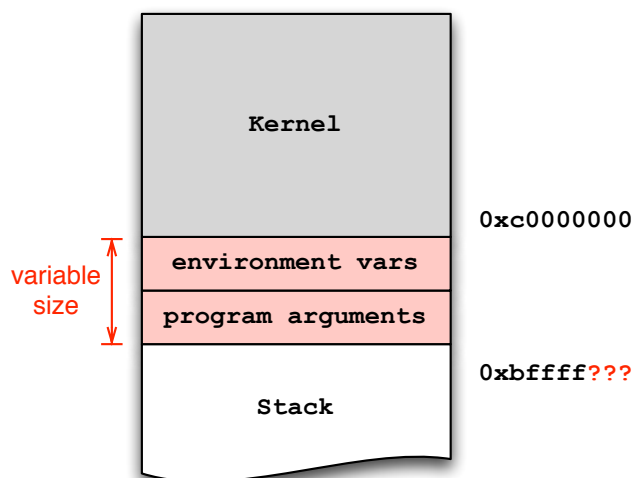 Kernel
0xc0000000
environment vars
variable
size
program arguments
0xbffff???
Stack